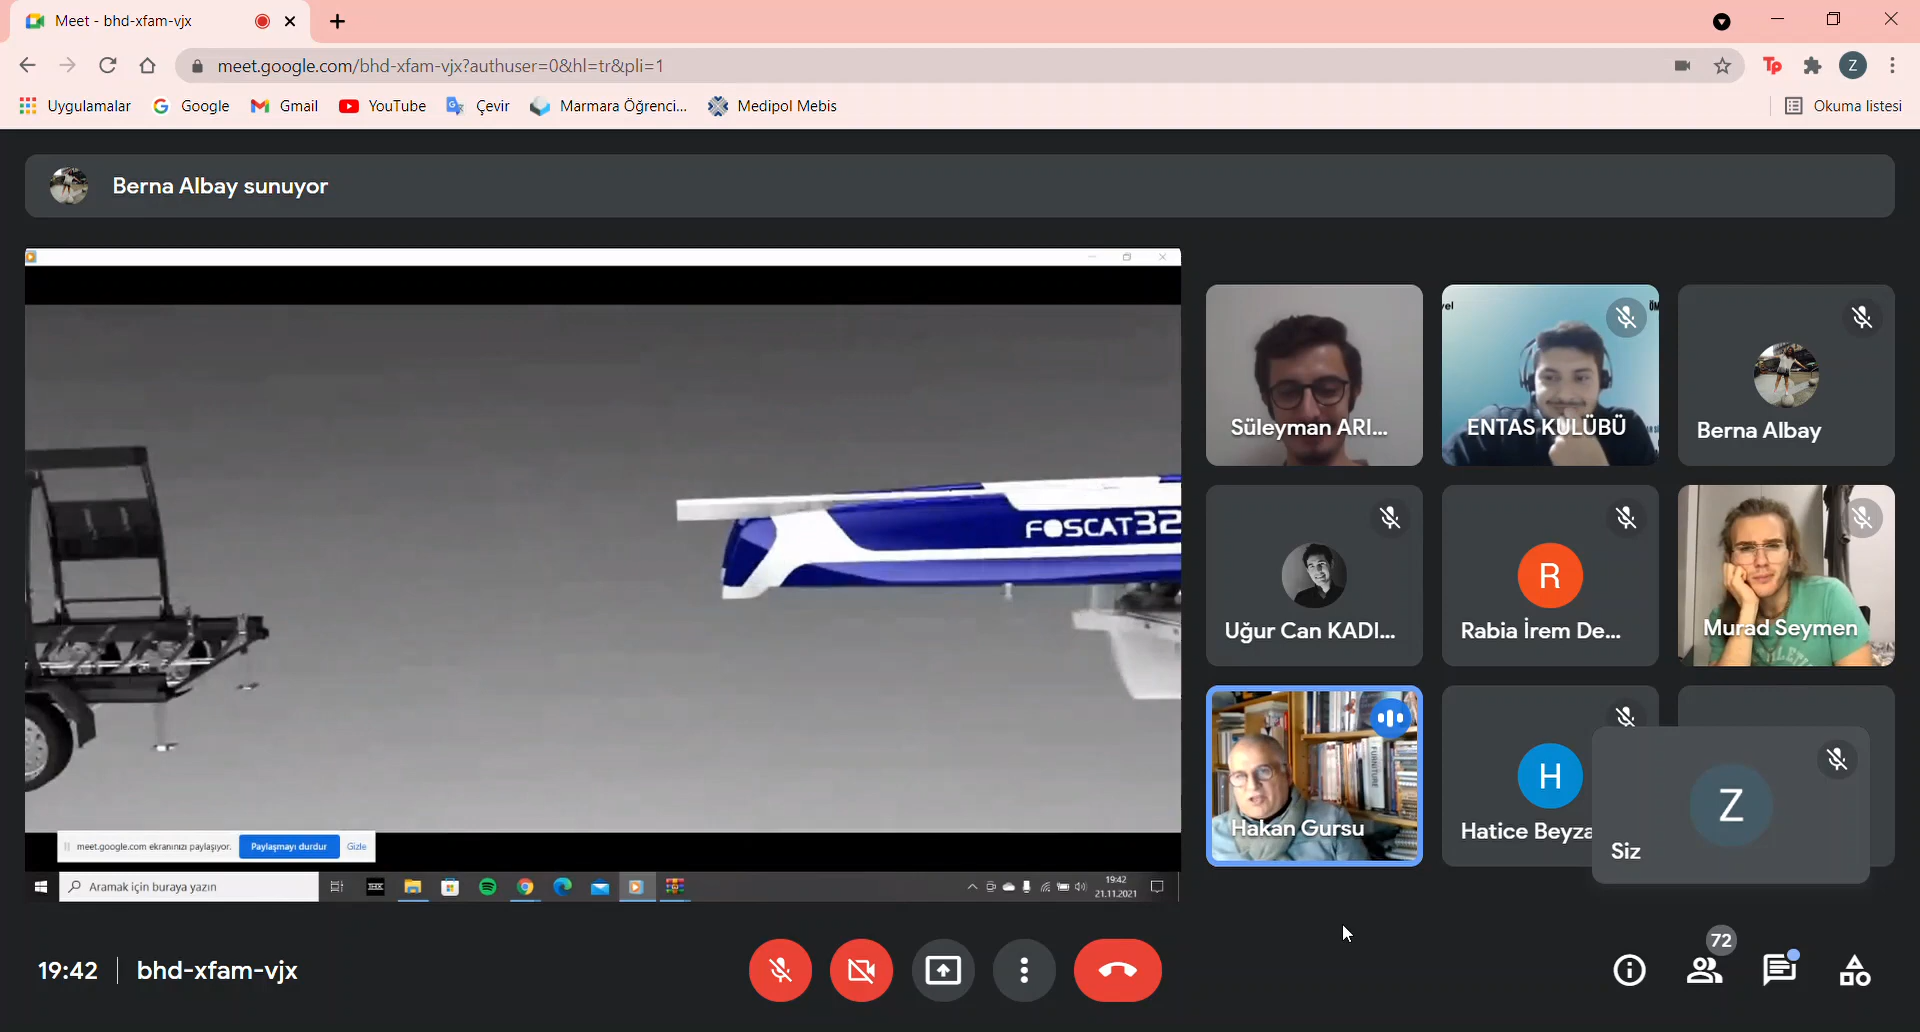 Meet - bhd-xfam-vjx
meet.google.com/bhd-xfam-vjx?authuser=0&hl=tr&pli=1
Tp
Z
Uygulamalar
Google
Gmail
YouTube
Çevir
Marmara Öğrenci...
Medipol Mebis
Okuma listesi
Berna Albay sunuyor
FOSCAT32
meet.google.com ekranınızı paylaşıyor.
Paylaşmayı durdur
Gizle
Aramak için buraya yazın
19:42
21.11.2021
Süleyman ARI...
vel
ENTAS KULÜBÜ
Berna Albay
Uğur Can KADI...
R
Rabia İrem De...
Murad Seymen
FURNITURE
Hakan Gursu
H
Hatice Beyza
Z
Siz
19:42
bhd-xfam-vjx
72